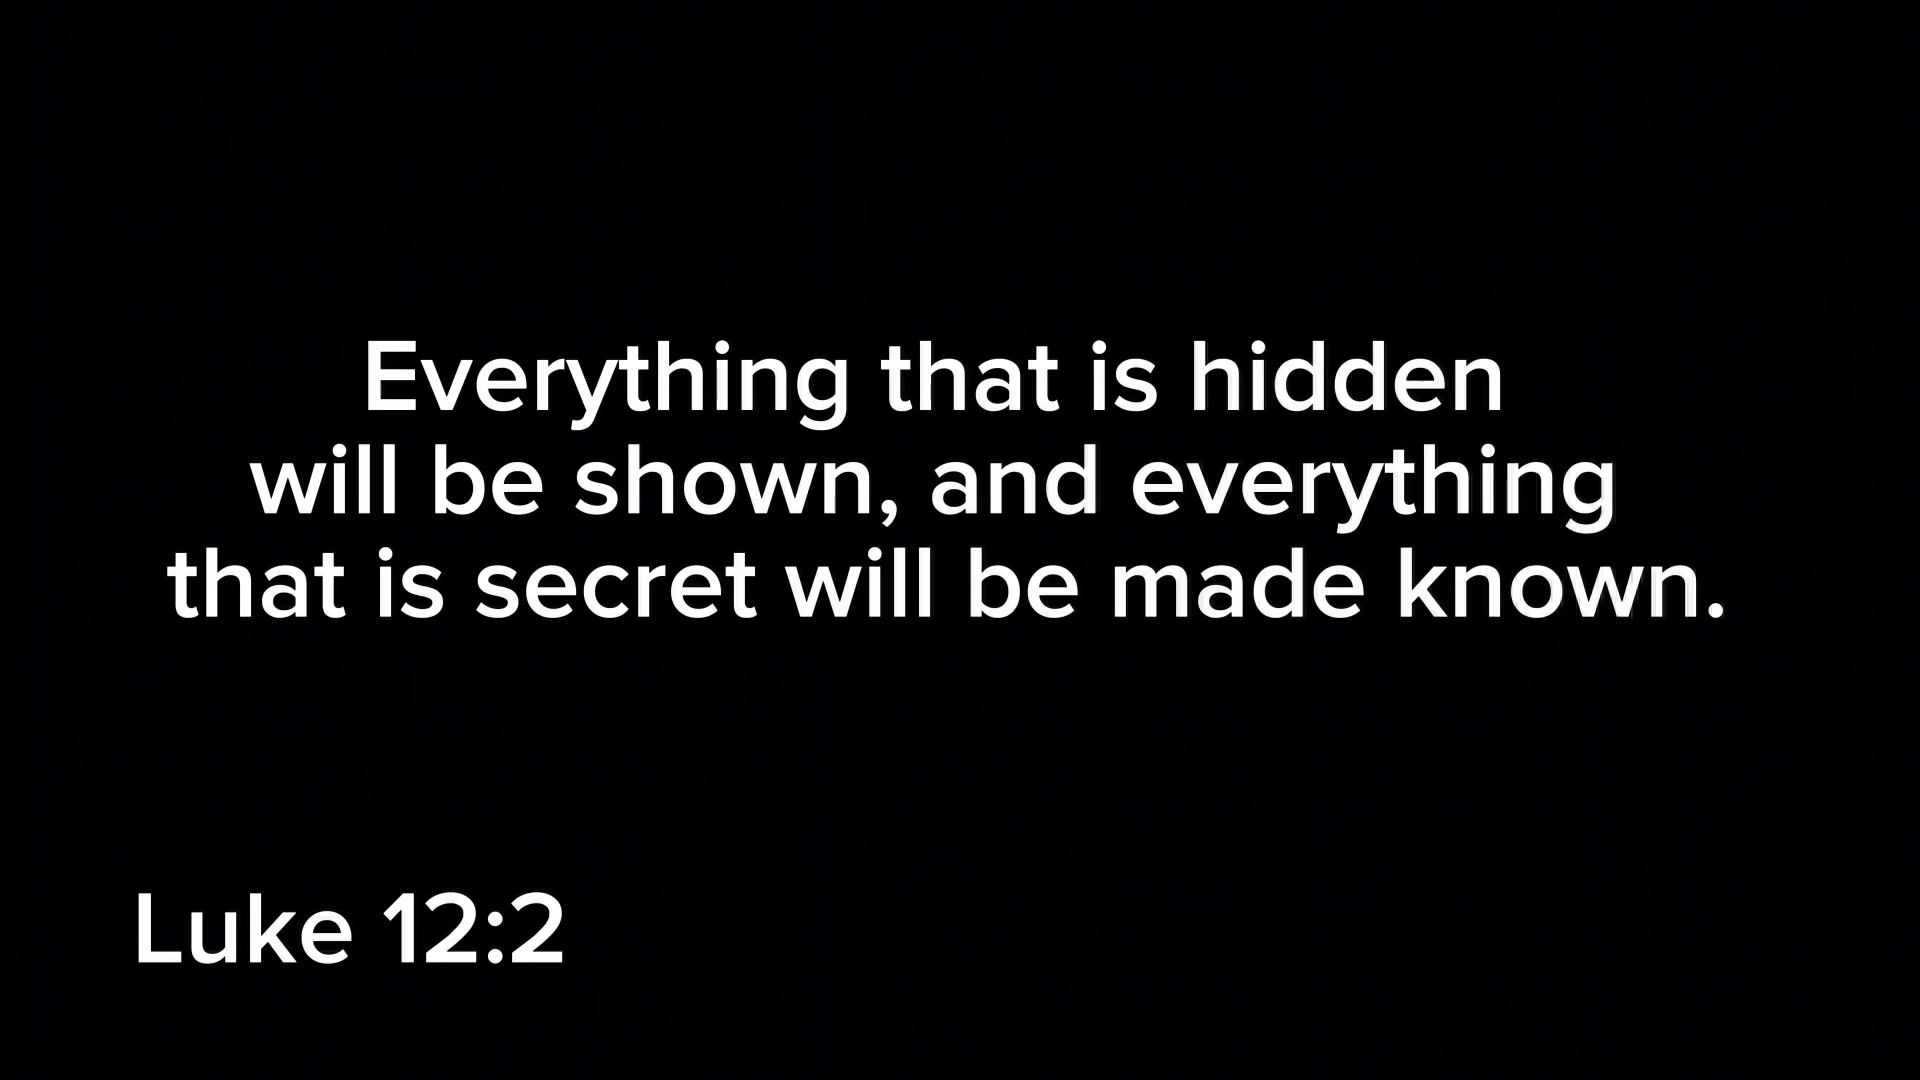 Everything that is hidden
will be shown, and everything
that is secret will be made known.
Luke 12:2